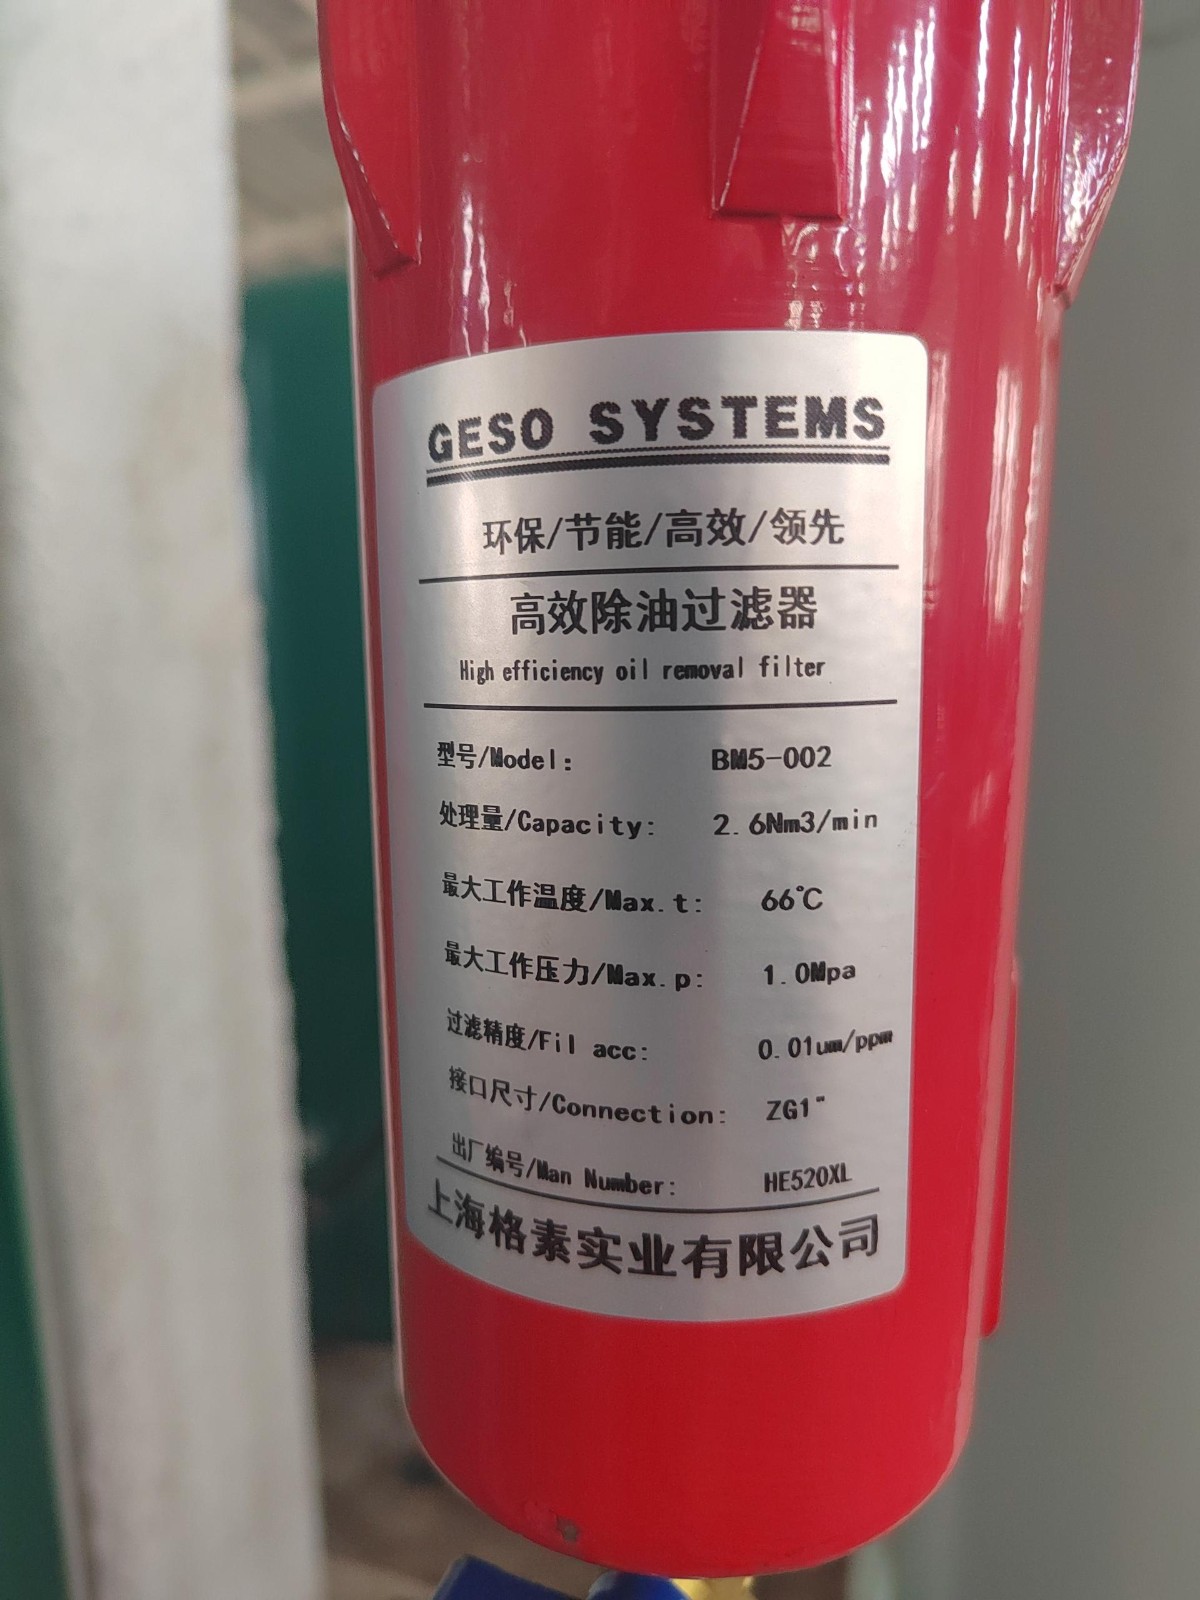 GESO SYSTEMS
环保/节能/高效/领先
高效除油过滤器
High efficiency oil removal filter
型号/Model: BM5-002
处理量/Capacity: 2.6Nm3/min
最大工作温度/Max.t: 66℃
最大工作压力/Max.p: 1.0Mpa
过滤精度/Fil acc: 0.01um/ppm
接口尺寸/Connection: ZG1"
出厂编号/Man Number: HE520XL
上海格素实业有限公司